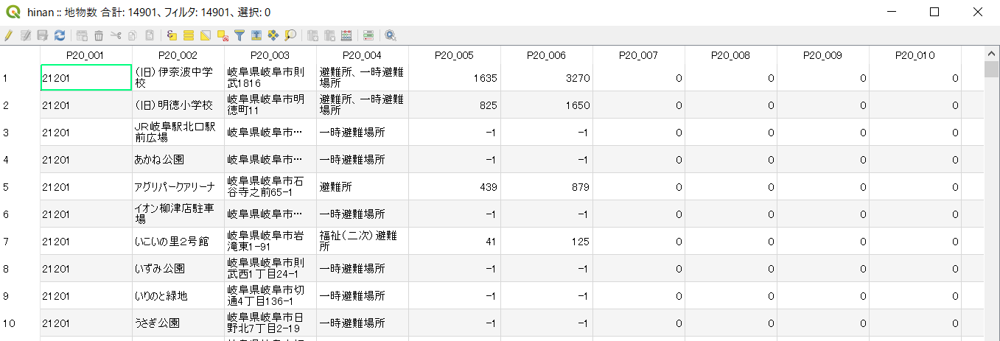 hinan :: 地物数 合計: 14901、フィルタ: 14901、選択: 0
P20_001 P20_002 P20_003 P20_004 P20_005 P20_006 P20_007 P20_008 P20_009 P20_010
1 21201 （旧）伊奈波中学校 岐阜県岐阜市則武1816 避難所、一時避難場所 1635 3270 0 0 0 0
2 21201 （旧）明徳小学校 岐阜県岐阜市明徳町11 避難所、一時避難場所 825 1650 0 0 0 0
3 21201 ＪＲ岐阜駅北口駅前広場 岐阜県岐阜市… 一時避難場所 -1 -1 0 0 0 0
4 21201 あかね公園 岐阜県岐阜市… 一時避難場所 -1 -1 0 0 0 0
5 21201 アグリパークアリーナ 岐阜県岐阜市石谷寺之前65-1 避難所 439 879 0 0 0 0
6 21201 イオン柳津店駐車場 岐阜県岐阜市… 一時避難場所 -1 -1 0 0 0 0
7 21201 いこいの里２号館 岐阜県岐阜市岩滝東1-91 福祉（二次）避難所 41 125 0 0 0 0
8 21201 いずみ公園 岐阜県岐阜市則武西1丁目24-1 一時避難場所 -1 -1 0 0 0 0
9 21201 いりのと緑地 岐阜県岐阜市切通4丁目136-1 一時避難場所 -1 -1 0 0 0 0
10 21201 うさぎ公園 岐阜県岐阜市日野北7丁目2-19 一時避難場所 -1 -1 0 0 0 0